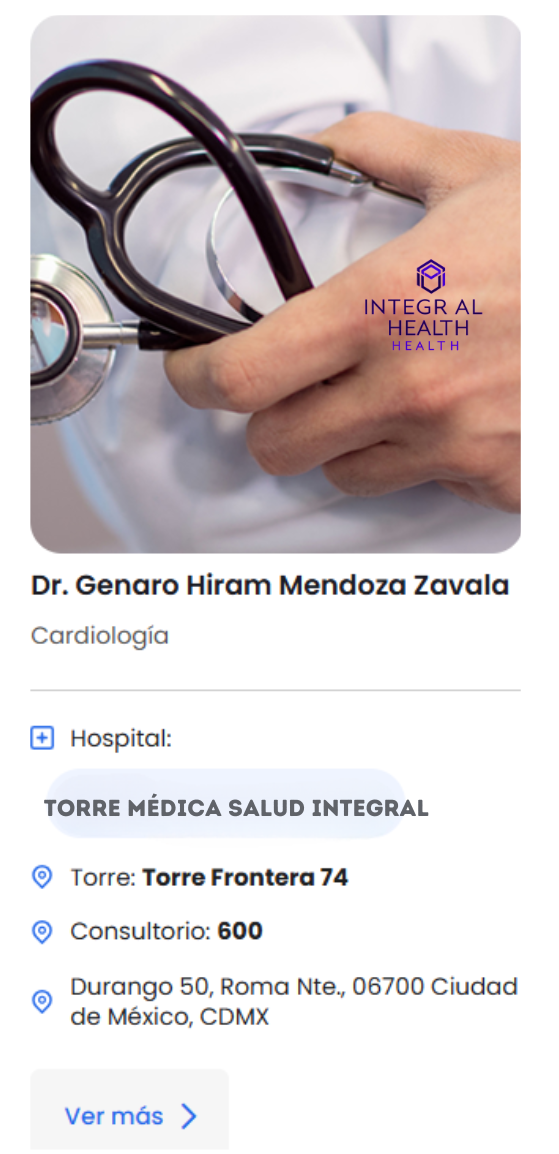 INTEGR AL
HEALTH
HEALTH
Dr. Genaro Hiram Mendoza Zavala
Cardiología
Hospital:
TORRE MÉDICA SALUD INTEGRAL
Torre: Torre Frontera 74
Consultorio: 600
Durango 50, Roma Nte., 06700 Ciudad
de México, CDMX
Ver más